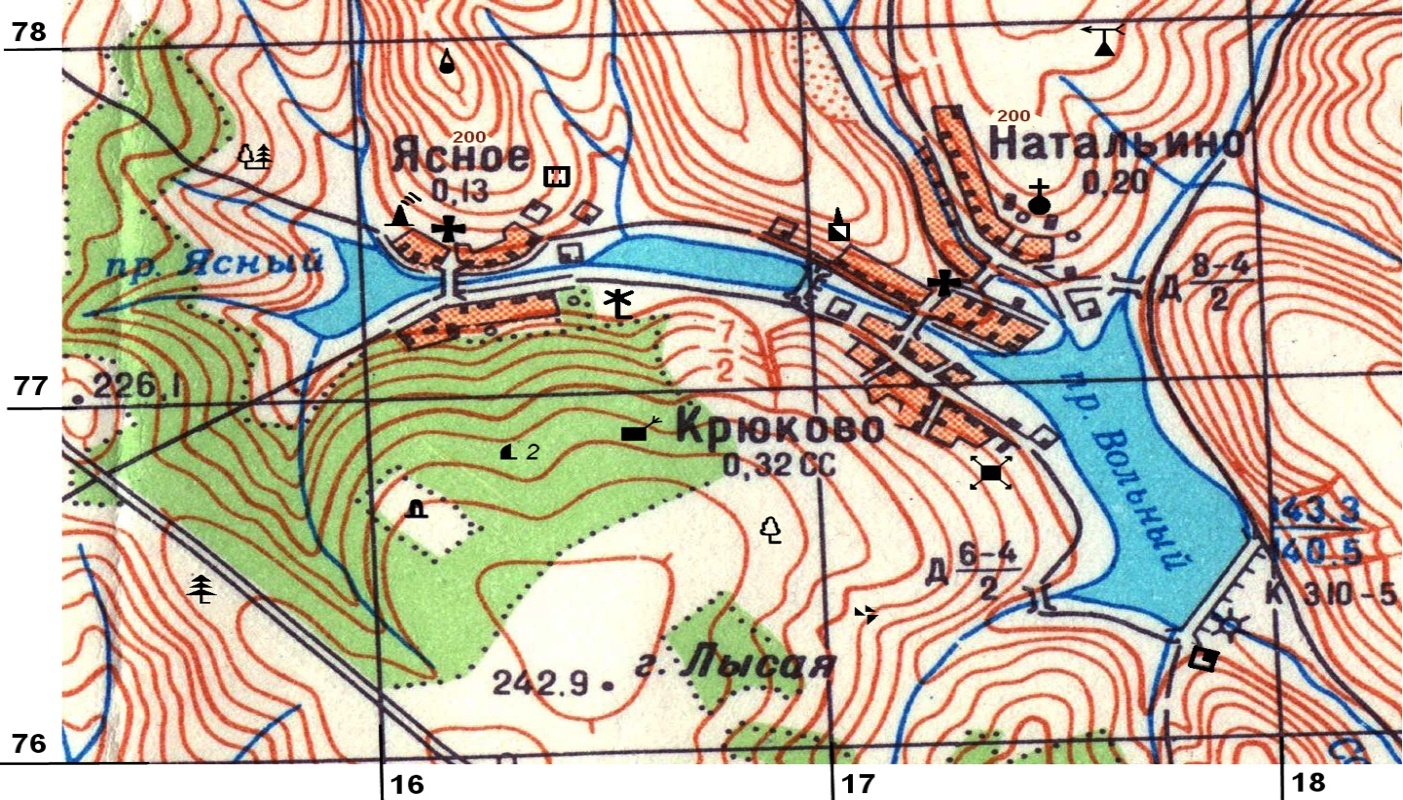 78
200
Ясное
0,13
200
Натальино
0,20
пр. Ясный
Д 8-4
2
77
226,1
7
2
Крюково
0,32 СС
2
пр. Вольный
143.3
140.5
Д 6-4
2
К 310-5
г. Лысая
242.9
76
16
17
18